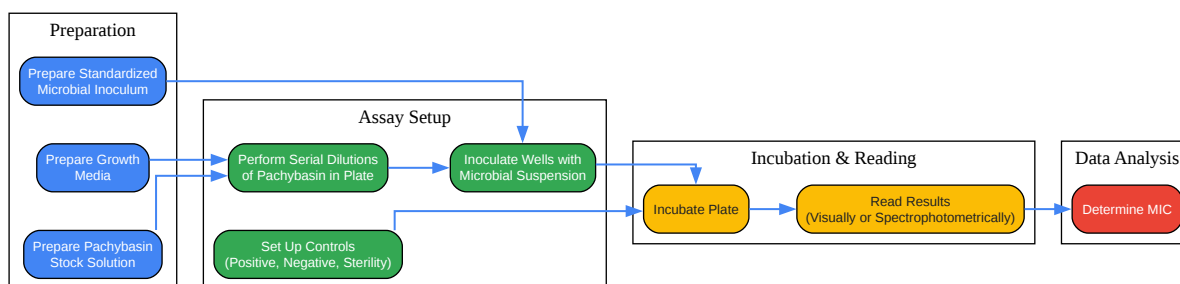 Preparation
Prepare Standardized
Microbial Inoculum
Prepare Growth
Media
Prepare Pachybasin
Stock Solution
Assay Setup
Perform Serial Dilutions
of Pachybasin in Plate
Inoculate Wells with
Microbial Suspension
Set Up Controls
(Positive, Negative, Sterility)
Incubation & Reading
Incubate Plate
Read Results
(Visually or Spectrophotometrically)
Data Analysis
Determine MIC